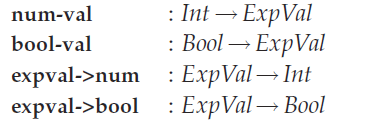 num-val : Int → ExpVal
bool-val : Bool → ExpVal
expval->num : ExpVal → Int
expval->bool : ExpVal → Bool